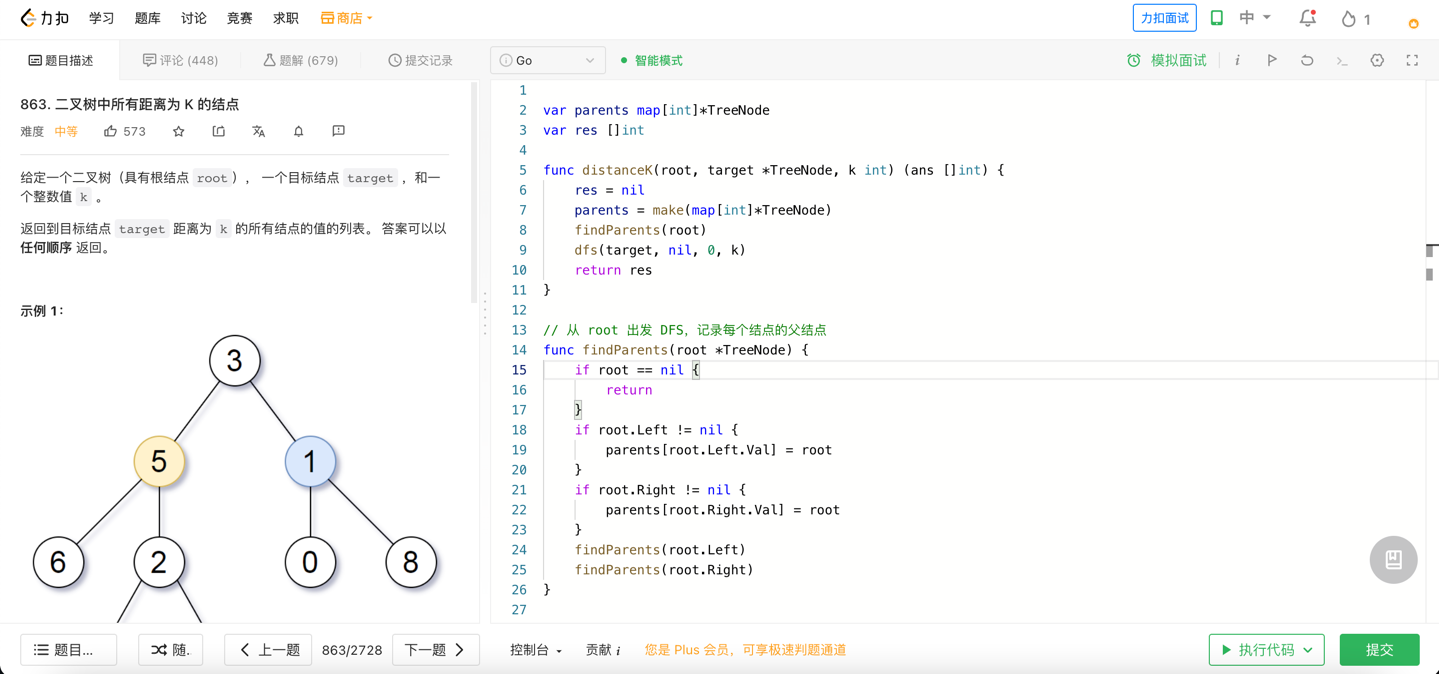 力扣 学习 题库 讨论 竞赛 求职 商店 力扣面试 中 1
题目描述 评论 (448) 题解 (679) 提交记录 Go 智能模式 模拟面试 i
863. 二叉树中所有距离为 K 的结点
难度 中等 573
给定一个二叉树（具有根结点 root）， 一个目标结点 target ，和一
个整数值 k 。
返回到目标结点 target 距离为 k 的所有结点的值的列表。 答案可以以
任何顺序 返回。
示例 1：
3
5 1
6 2 0 8
1
2 var parents map[int]*TreeNode
3 var res []int
4
5 func distanceK(root, target *TreeNode, k int) (ans []int) {
6 res = nil
7 parents = make(map[int]*TreeNode)
8 findParents(root)
9 dfs(target, nil, 0, k)
10 return res
11 }
12
13 // 从 root 出发 DFS，记录每个结点的父结点
14 func findParents(root *TreeNode) {
15 if root == nil {
16 return
17 }
18 if root.Left != nil {
19 parents[root.Left.Val] = root
20 }
21 if root.Right != nil {
22 parents[root.Right.Val] = root
23 }
24 findParents(root.Left)
25 findParents(root.Right)
26 }
27
题目... 随. 上一题 863/2728 下一题 控制台 贡献 i 您是 Plus 会员，可享极速判题通道 执行代码 提交